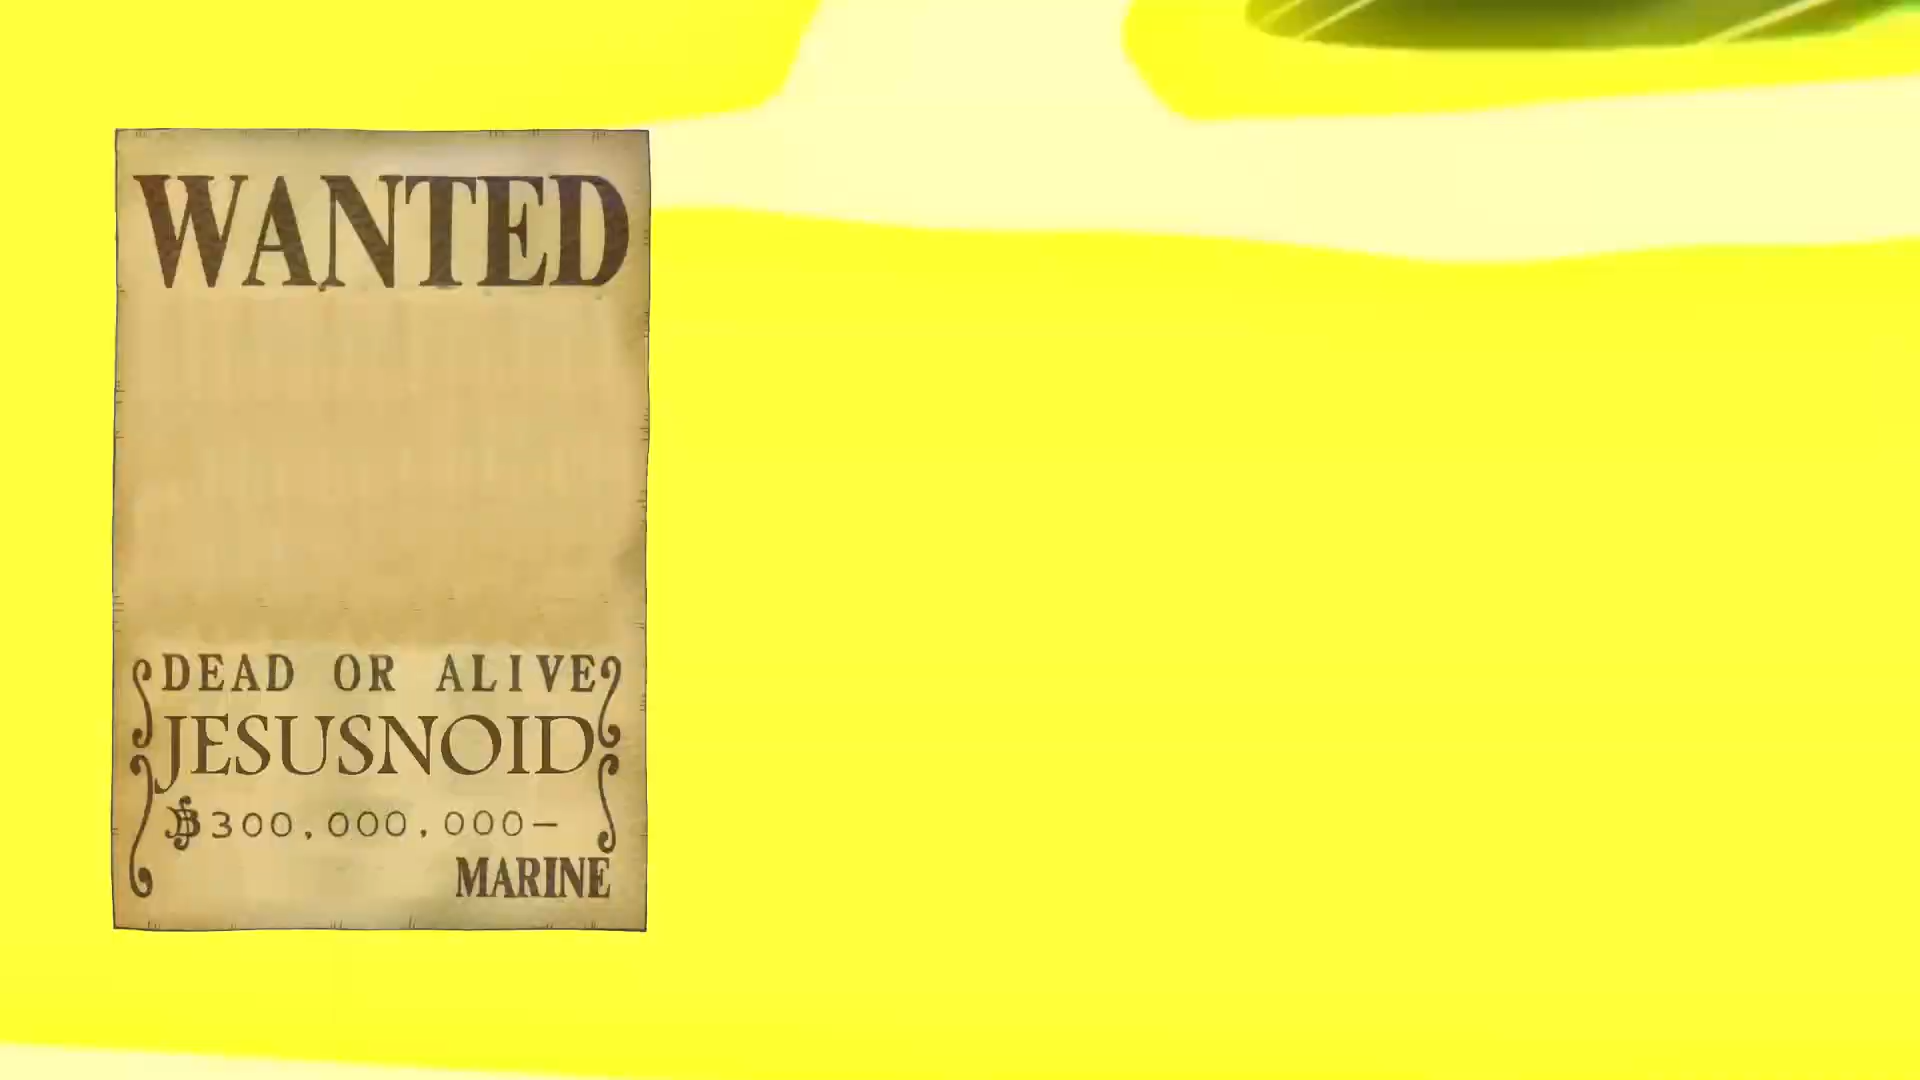 WANTED
DEAD OR ALIVE
JESUSNOID
฿300,000,000-
MARINE